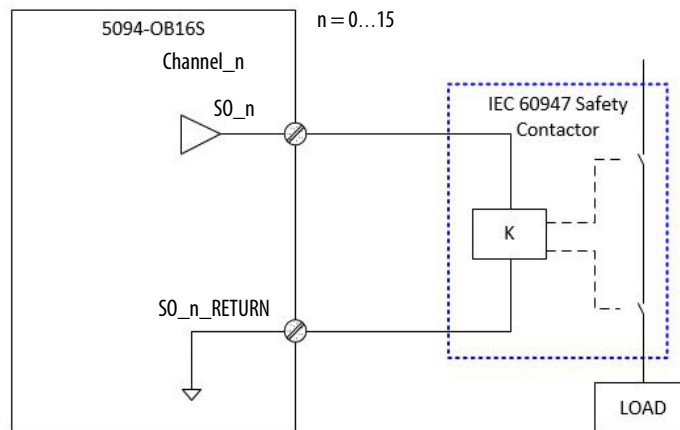 5094-OB16S
n = 0...15
Channel_n
SO_n
IEC 60947 Safety
Contactor
K
SO_n_RETURN
LOAD